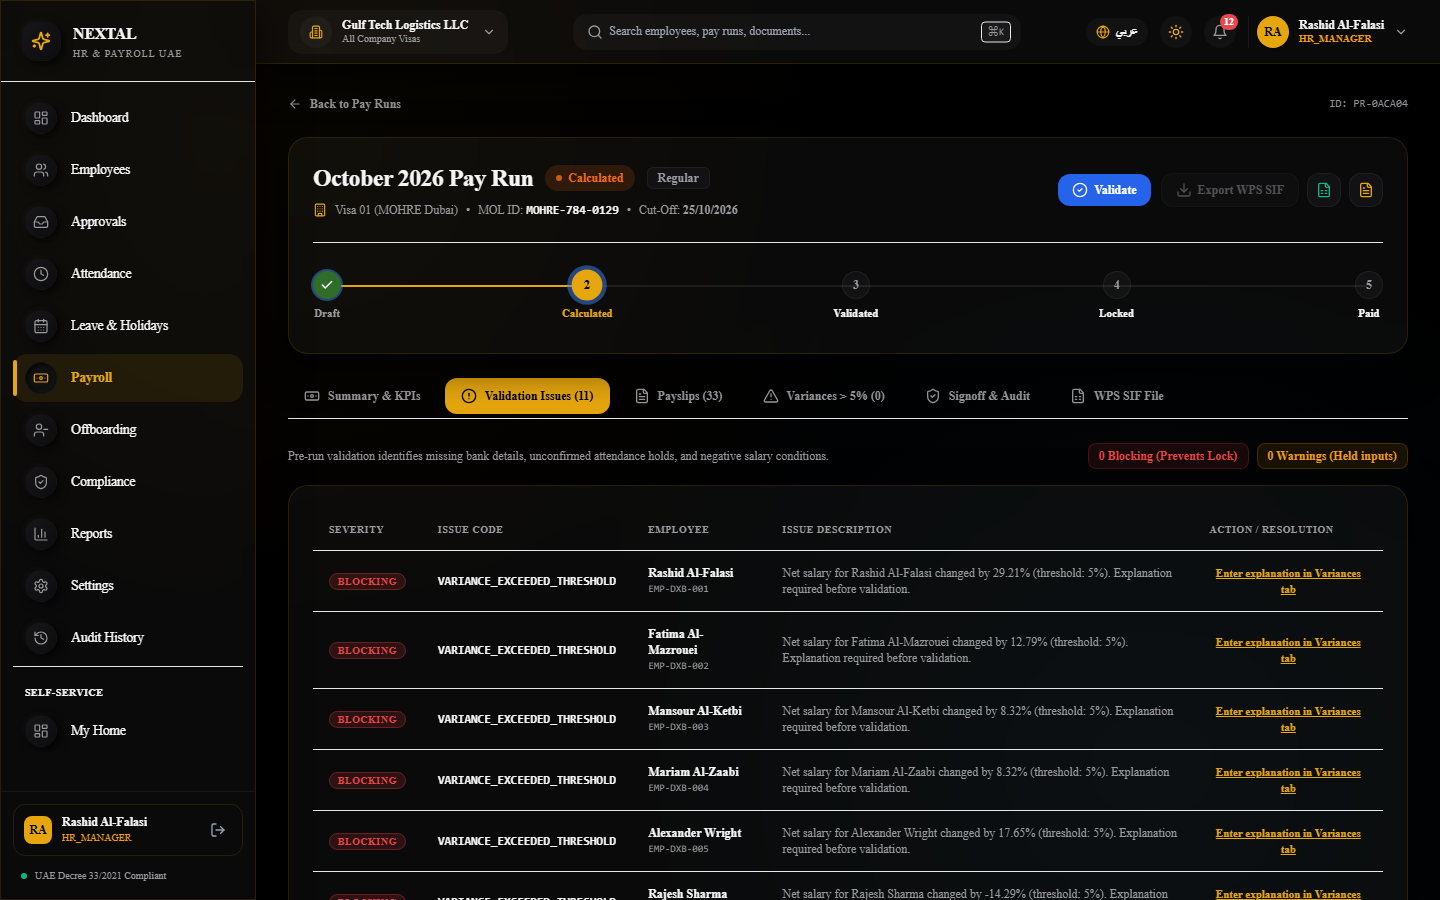 NEXTAL
HR & PAYROLL UAE
Gulf Tech Logistics LLC
All Company Visas
Search employees, pay runs, documents...
⌘K
عربي
12
RA
Rashid Al-Falasi
HR_MANAGER
Dashboard
Employees
Approvals
Attendance
Leave & Holidays
Payroll
Offboarding
Compliance
Reports
Settings
Audit History
SELF-SERVICE
My Home
RA
Rashid Al-Falasi
HR_MANAGER
UAE Decree 33/2021 Compliant
Back to Pay Runs
ID: PR-0ACA04
October 2026 Pay Run
Calculated
Regular
Visa 01 (MOHRE Dubai) • MOL ID: MOHRE-784-0129 • Cut-Off: 25/10/2026
Validate
Export WPS SIF
2
3
4
5
Draft
Calculated
Validated
Locked
Paid
Summary & KPIs
Validation Issues (11)
Payslips (33)
Variances > 5% (0)
Signoff & Audit
WPS SIF File
Pre-run validation identifies missing bank details, unconfirmed attendance holds, and negative salary conditions.
0 Blocking (Prevents Lock)
0 Warnings (Held inputs)
SEVERITY ISSUE CODE EMPLOYEE ISSUE DESCRIPTION ACTION / RESOLUTION
BLOCKING
VARIANCE_EXCEEDED_THRESHOLD
Rashid Al-Falasi
EMP-DXB-001
Net salary for Rashid Al-Falasi changed by 29.21% (threshold: 5%). Explanation
required before validation.
Enter explanation in Variances
tab
BLOCKING
VARIANCE_EXCEEDED_THRESHOLD
Fatima Al-
Mazrouei
EMP-DXB-002
Net salary for Fatima Al-Mazrouei changed by 12.79% (threshold: 5%).
Explanation required before validation.
Enter explanation in Variances
tab
BLOCKING
VARIANCE_EXCEEDED_THRESHOLD
Mansour Al-Ketbi
EMP-DXB-003
Net salary for Mansour Al-Ketbi changed by 8.32% (threshold: 5%). Explanation
required before validation.
Enter explanation in Variances
tab
BLOCKING
VARIANCE_EXCEEDED_THRESHOLD
Mariam Al-Zaabi
EMP-DXB-004
Net salary for Mariam Al-Zaabi changed by 8.32% (threshold: 5%). Explanation
required before validation.
Enter explanation in Variances
tab
BLOCKING
VARIANCE_EXCEEDED_THRESHOLD
Alexander Wright
EMP-DXB-005
Net salary for Alexander Wright changed by 17.65% (threshold: 5%). Explanation
required before validation.
Enter explanation in Variances
tab
BLOCKING
VARIANCE_EXCEEDED_THRESHOLD
Rajesh Sharma
Net salary for Rajesh Sharma changed by -14.29% (threshold: 5%). Explanation
Enter explanation in Variances